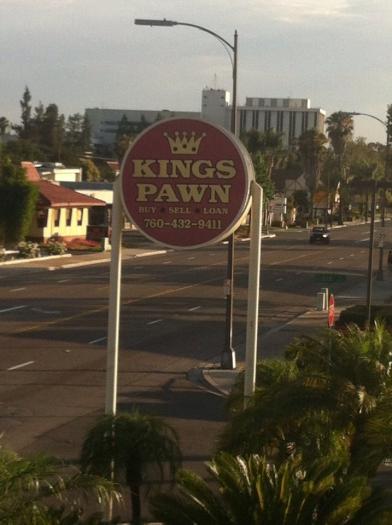 KINGS
PAWN
BUY ★ SELL ★ LOAN
760-432-9411